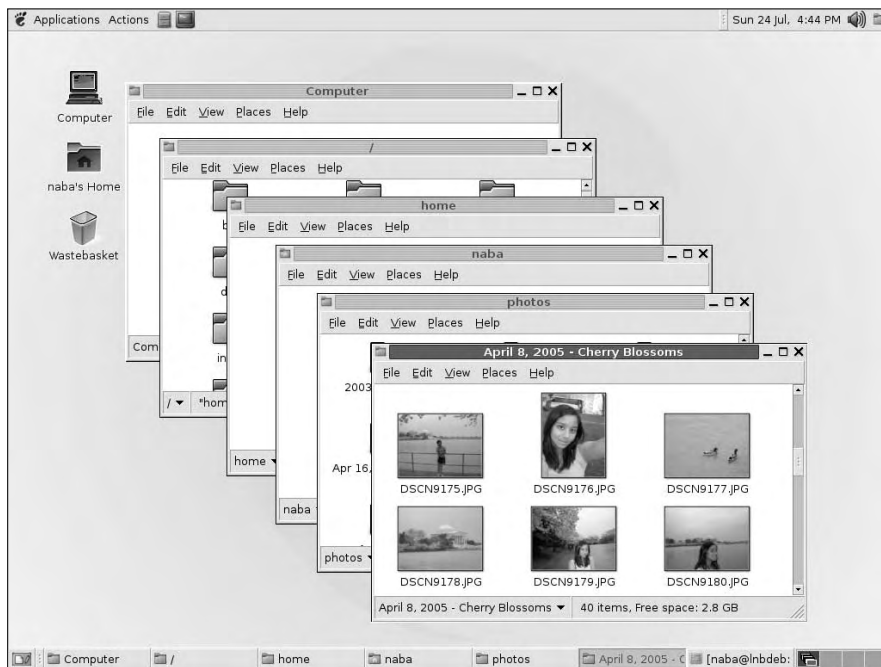 Applications Actions
Sun 24 Jul, 4:44 PM
Computer
naba's Home
Wastebasket
Computer
File Edit View Places Help
/
File Edit View Places Help
home
File Edit View Places Help
naba
File Edit View Places Help
photos
File Edit View Places Help
2003
Apr 16,
April 8, 2005 - Cherry Blossoms
File Edit View Places Help
DSCN9175.JPG DSCN9176.JPG DSCN9177.JPG
DSCN9178.JPG DSCN9179.JPG DSCN9180.JPG
April 8, 2005 - Cherry Blossoms 40 items, Free space: 2.8 GB
Com
/ "hom
home
naba
photos
Computer / home naba photos April 8, 2005 - C [naba@lnbdeb: